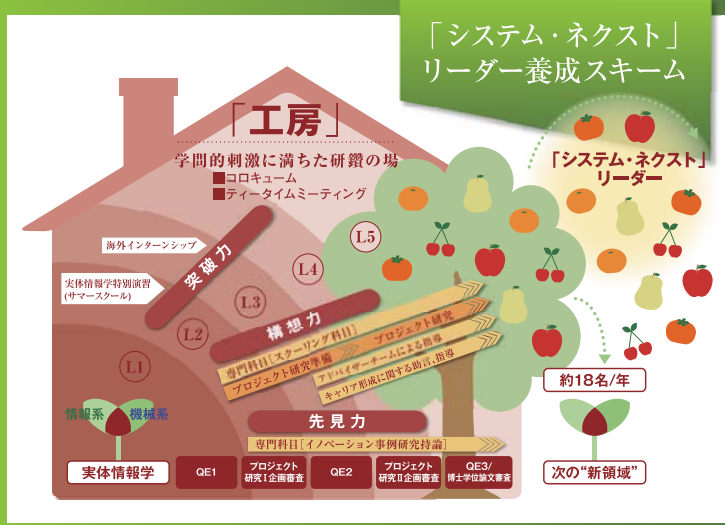 「システム・ネクスト」
リーダー養成スキーム
「工房」
学問的刺激に満ちた研鑽の場
■コロキューム
■ティータイムミーティング
「システム・ネクスト」
リーダー
海外インターンシップ
実体情報学特別演習
(サマースクール)
突破力
L5
L4
L3
L2
L1
構想力
専門科目[スクーリング科目]
プロジェクト研究準備
プロジェクト研究
アドバイザーチームによる指導
キャリア形成に関する助言、指導
先見力
専門科目[イノベーション事例研究持論]
情報系
機械系
実体情報学
QE1
プロジェクト
研究Ⅰ企画審査
QE2
プロジェクト
研究Ⅱ企画審査
QE3/
博士学位論文審査
約18名/年
次の“新領域”